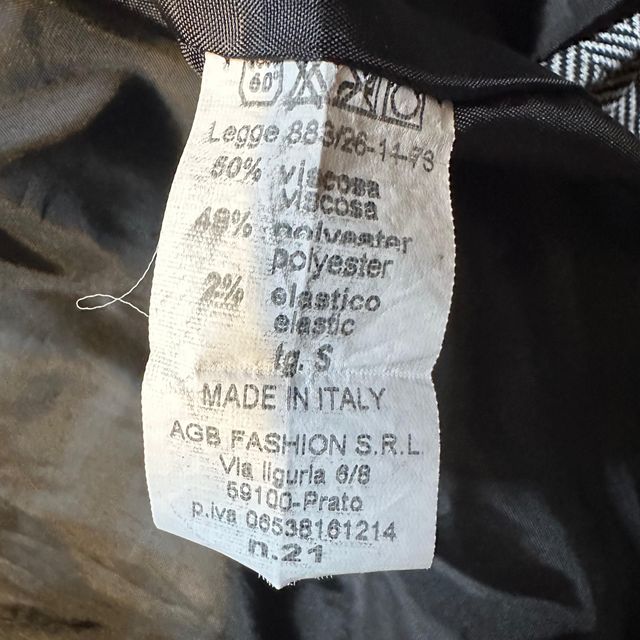 60°
Legge 883/26-11-73
50% viscosa
viscosa
48% polyester
polyester
2% elastico
elastic
tg. S
MADE IN ITALY
AGB FASHION S.R.L.
Via liguria 6/8
59100-Prato
p.iva 06538161214
n.21